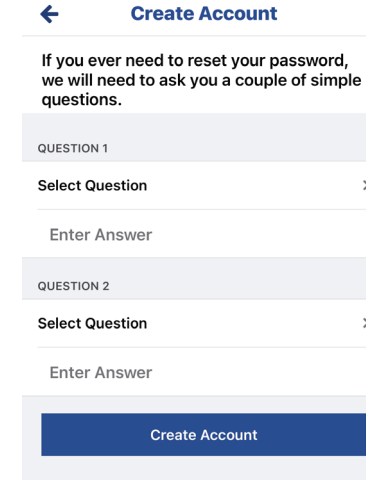 Create Account
If you ever need to reset your password,
we will need to ask you a couple of simple
questions.
QUESTION 1
Select Question
Enter Answer
QUESTION 2
Select Question
Enter Answer
Create Account